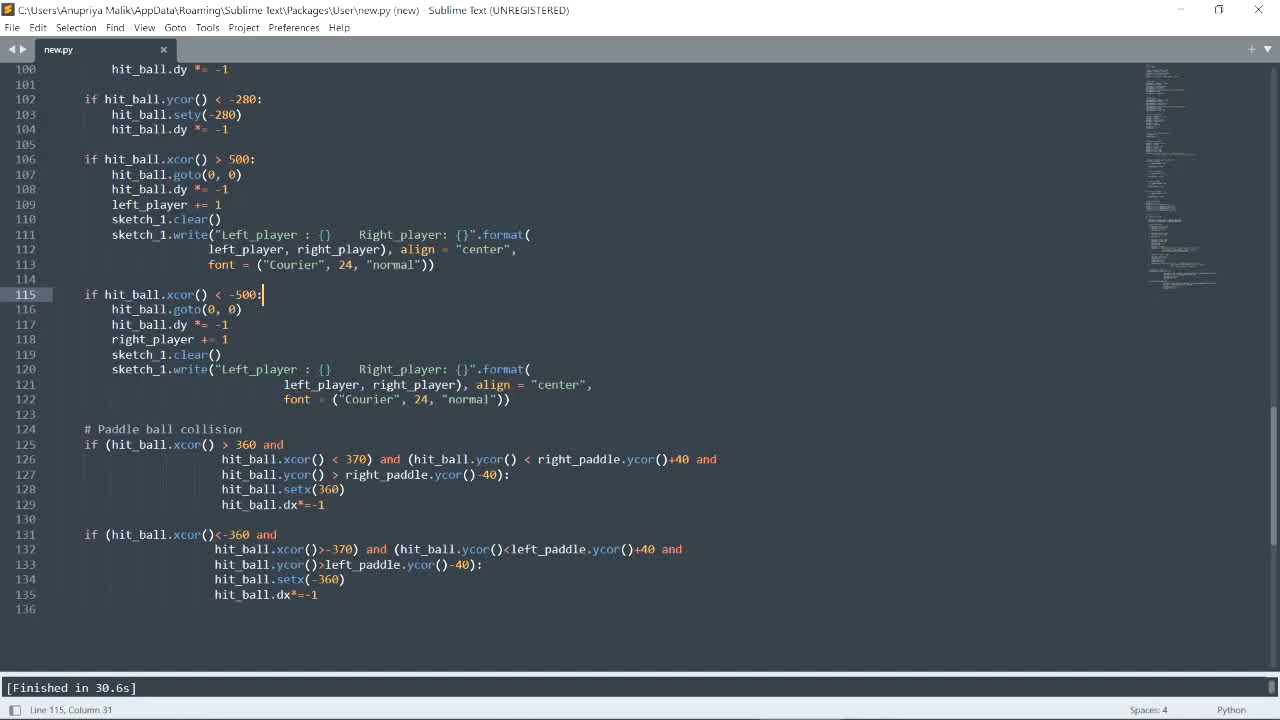 C:\Users\Anupriya Malik\AppData\Roaming\Sublime Text\Packages\User\new.py (new) - Sublime Text (UNREGISTERED)
File Edit Selection Find View Goto Tools Project Preferences Help
new.py
100 hit_ball.dy *= -1
101
102 if hit_ball.ycor() < -280:
103 hit_ball.sety(-280)
104 hit_ball.dy *= -1
105
106 if hit_ball.xcor() > 500:
107 hit_ball.goto(0, 0)
108 hit_ball.dy *= -1
109 left_player += 1
110 sketch_1.clear()
111 sketch_1.write("Left_player : {}    Right_player: {}".format(
112 left_player, right_player), align = "center",
113 font = ("Courier", 24, "normal"))
114
115 if hit_ball.xcor() < -500:
116 hit_ball.goto(0, 0)
117 hit_ball.dy *= -1
118 right_player += 1
119 sketch_1.clear()
120 sketch_1.write("Left_player : {}    Right_player: {}".format(
121 left_player, right_player), align = "center",
122 font = ("Courier", 24, "normal"))
123
124 # Paddle ball collision
125 if (hit_ball.xcor() > 360 and
126 hit_ball.xcor() < 370) and (hit_ball.ycor() < right_paddle.ycor()+40 and
127 hit_ball.ycor() > right_paddle.ycor()-40):
128 hit_ball.setx(360)
129 hit_ball.dx*=-1
130
131 if (hit_ball.xcor()<-360 and
132 hit_ball.xcor()>-370) and (hit_ball.ycor()<left_paddle.ycor()+40 and
133 hit_ball.ycor()>left_paddle.ycor()-40):
134 hit_ball.setx(-360)
135 hit_ball.dx*=-1
136
[Finished in 30.6s]
Line 115, Column 31 Spaces: 4 Python